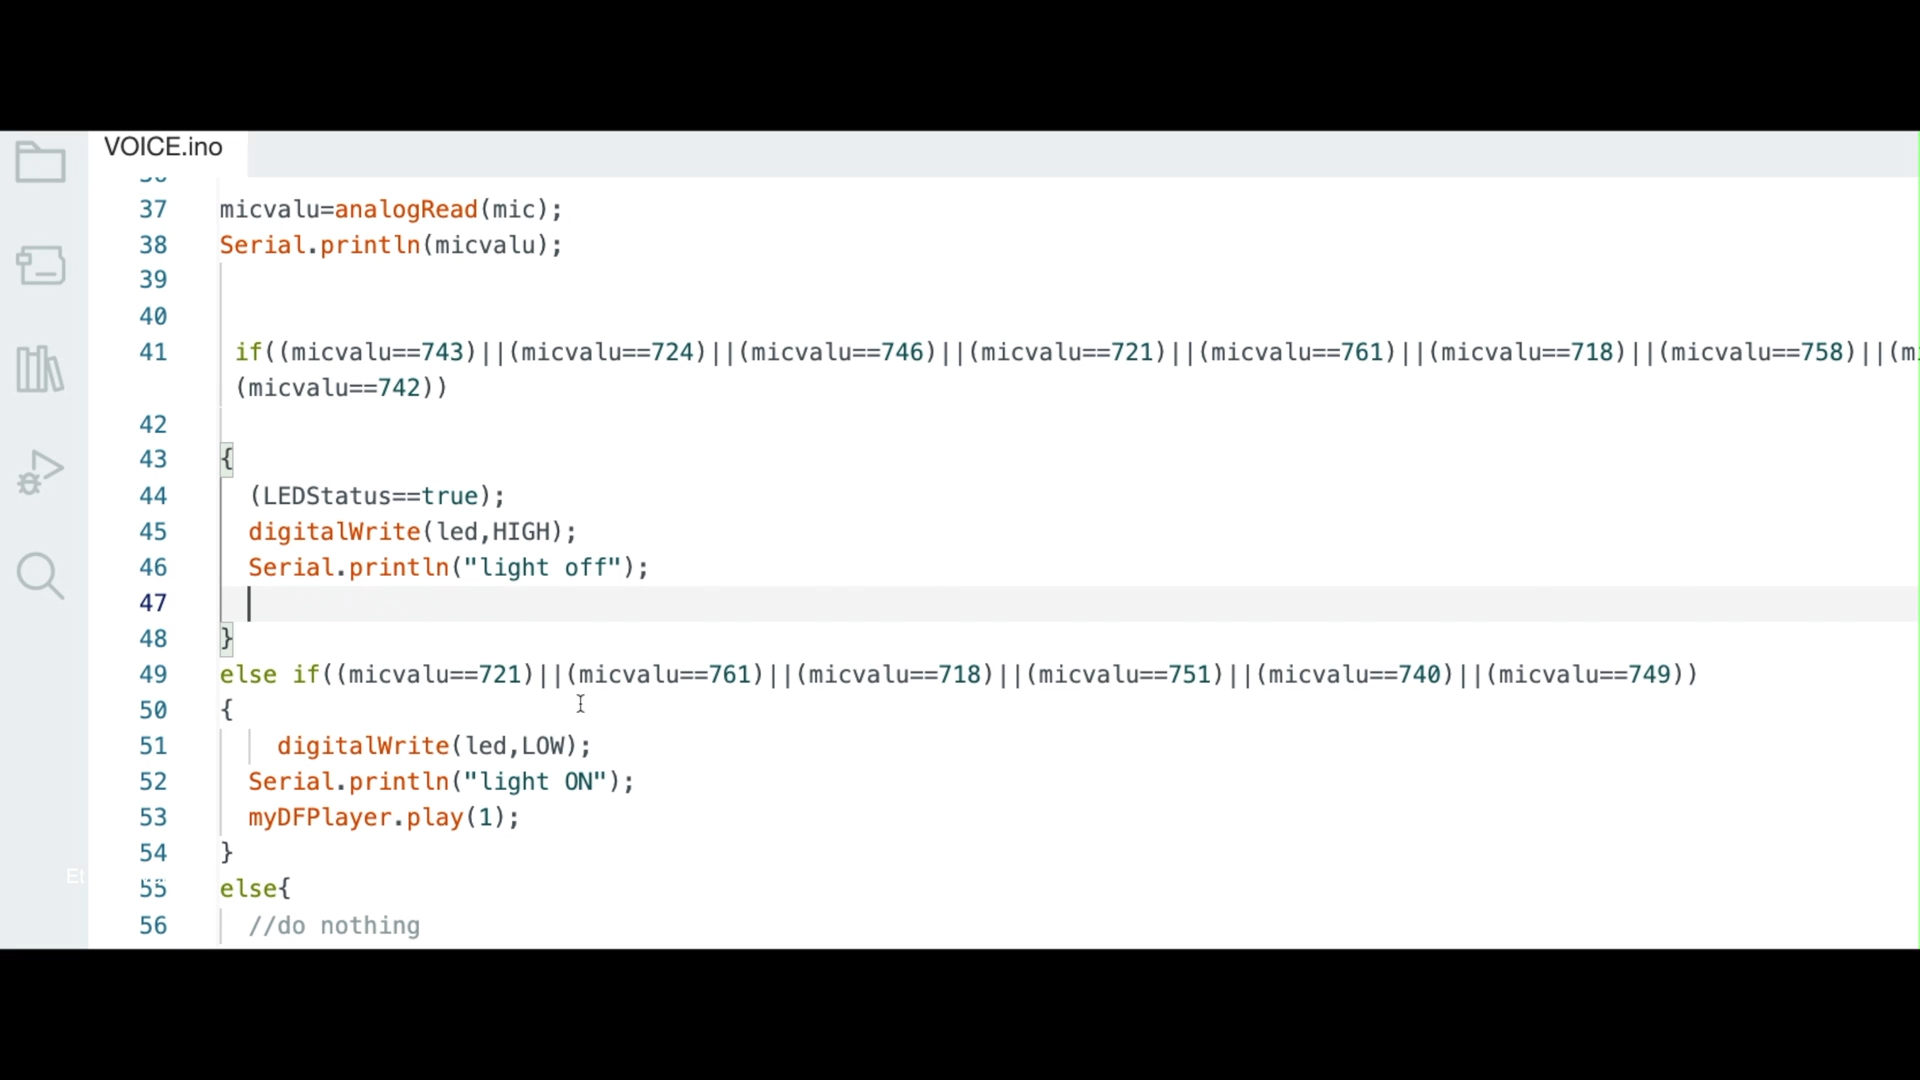 VOICE.ino
37 micvalu=analogRead(mic);
38 Serial.println(micvalu);
39
40
41 if((micvalu==743)||(micvalu==724)||(micvalu==746)||(micvalu==721)||(micvalu==761)||(micvalu==718)||(micvalu==758)||(m
(micvalu==742))
42
43 {
44 (LEDStatus==true);
45 digitalWrite(led,HIGH);
46 Serial.println("light off");
47
48 }
49 else if((micvalu==721)||(micvalu==761)||(micvalu==718)||(micvalu==751)||(micvalu==740)||(micvalu==749))
50 {
51 digitalWrite(led,LOW);
52 Serial.println("light ON");
53 myDFPlayer.play(1);
54 }
55 else{
56 //do nothing